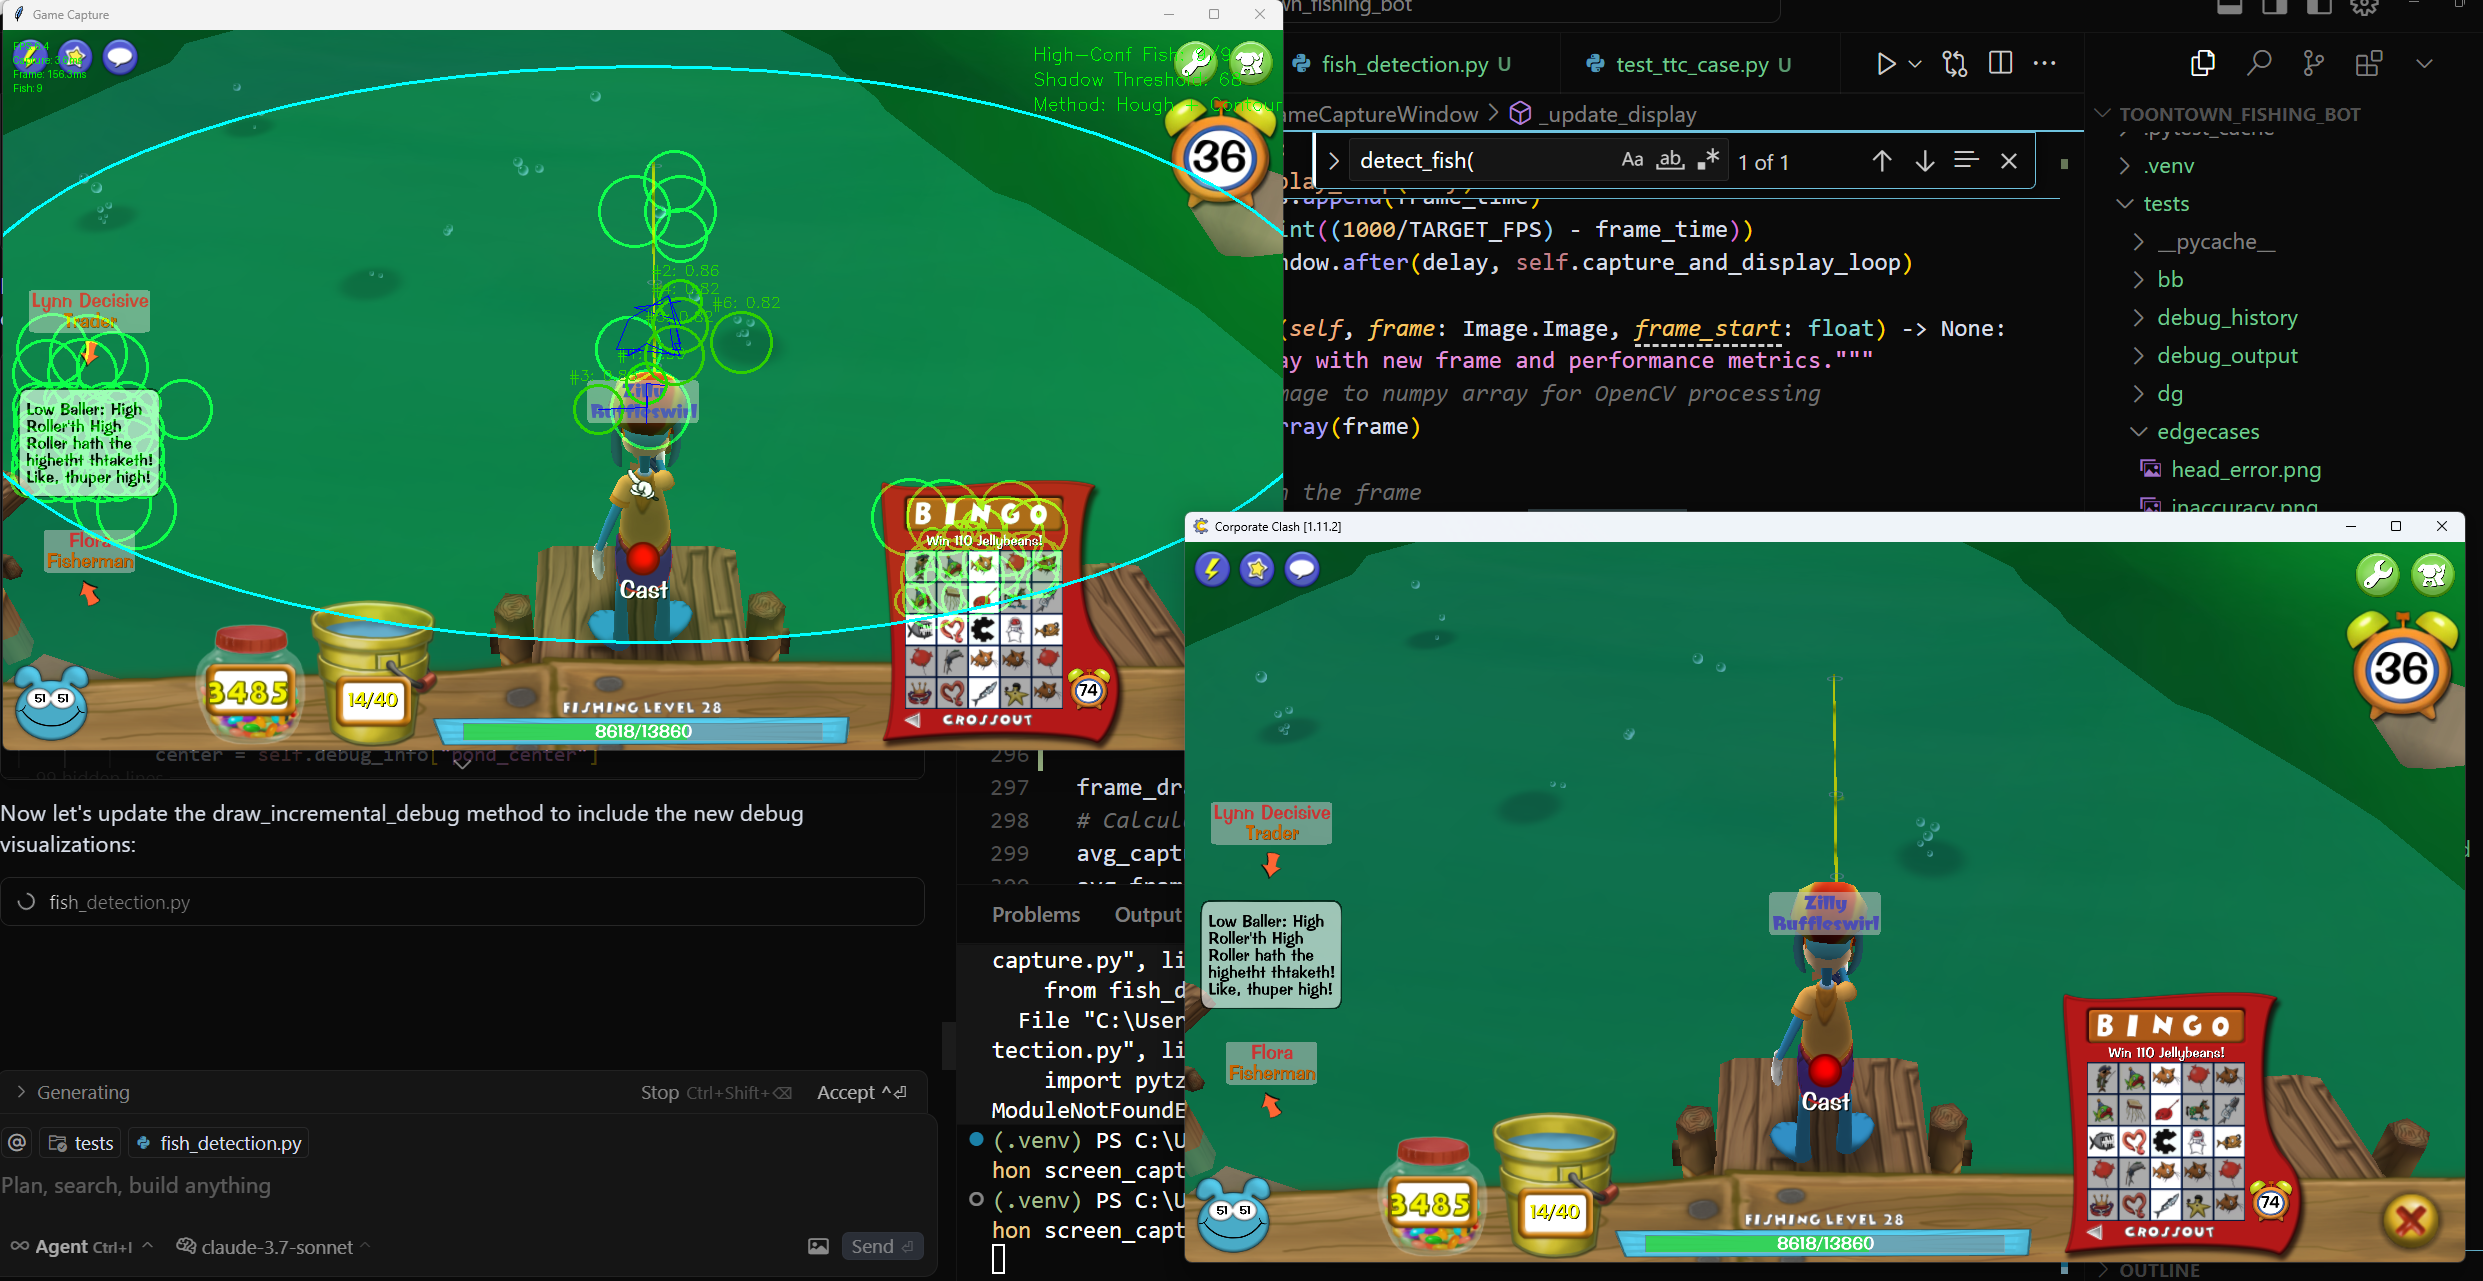 Game Capture
Frame: 156.3ms
Fish: 9
High-Conf Fish:
Shadow Threshold: 68
Method: Hough + Contour
36
#2: 0.86
#6: 0.82
Lynn Decisive
Trader
Low Baller: High
Roller'th High
Roller hath the
highetht thtaketh!
Like, thuper high!
Flora
Fisherman
Zilly
Ruffleswirl
Cast
BINGO
Win 110 Jellybeans!
74
CROSSOUT
51 51
3485
14/40
FISHING LEVEL 28
8618/13860
fish_detection.py U
test_ttc_case.py U
ameCaptureWindow > _update_display
detect_fish(
Aa ab .*
1 of 1
s.append(frame_time)
int((1000/TARGET_FPS) - frame_time))
ndow.after(delay, self.capture_and_display_loop)
(self, frame: Image.Image, frame_start: float) -> None:
ay with new frame and performance metrics."""
mage to numpy array for OpenCV processing
rray(frame)
n the frame
TOONTOWN_FISHING_BOT
.pytest_cache
.venv
tests
__pycache__
bb
debug_history
debug_output
dg
edgecases
head_error.png
inaccuracy.png
OUTLINE
center = self.debug_info["pond_center"]
99 hidden lines
Now let's update the draw_incremental_debug method to include the new debug
visualizations:
fish_detection.py
Generating
Stop Ctrl+Shift+⌫
Accept ^⏎
@
tests
fish_detection.py
Plan, search, build anything
∞ Agent Ctrl+I
claude-3.7-sonnet
Send ⏎
296
297 frame_dr
298 # Calcul
299 avg_capt
Problems
Output
capture.py", li
from fish_d
File "C:\User
tection.py", li
import pytz
ModuleNotFoundE
(.venv) PS C:\U
hon screen_capt
(.venv) PS C:\U
hon screen_capt
Corporate Clash [1.11.2]
36
Lynn Decisive
Trader
Low Baller: High
Roller'th High
Roller hath the
highetht thtaketh!
Like, thuper high!
Flora
Fisherman
Zilly
Ruffleswirl
Cast
BINGO
Win 110 Jellybeans!
74
CROSSOUT
51 51
3485
14/40
FISHING LEVEL 28
8618/13860